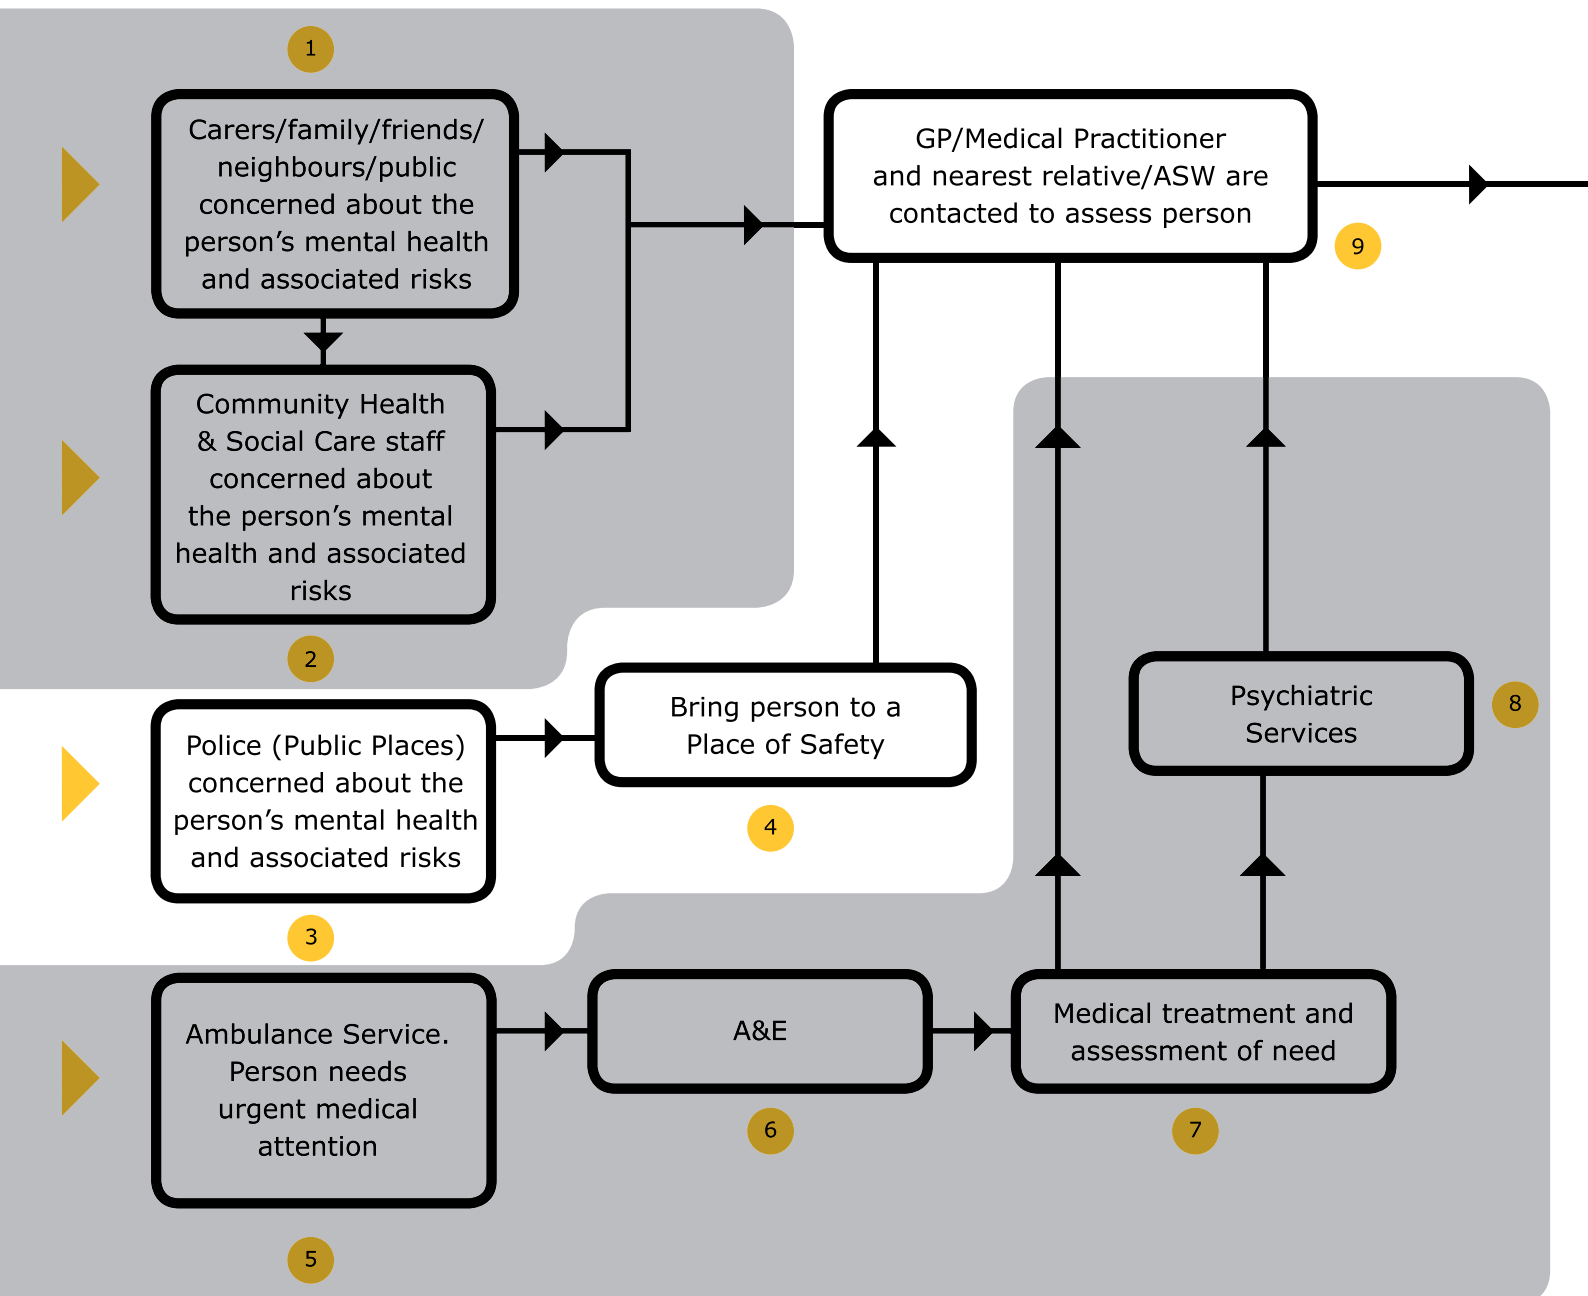 1
Carers/family/friends/
neighbours/public
concerned about the
person’s mental health
and associated risks
GP/Medical Practitioner
and nearest relative/ASW are
contacted to assess person
9
Community Health
& Social Care staff
concerned about
the person’s mental
health and associated
risks
2
Police (Public Places)
concerned about the
person’s mental health
and associated risks
3
Bring person to a
Place of Safety
4
Psychiatric
Services
8
Ambulance Service.
Person needs
urgent medical
attention
5
A&E
6
Medical treatment and
assessment of need
7